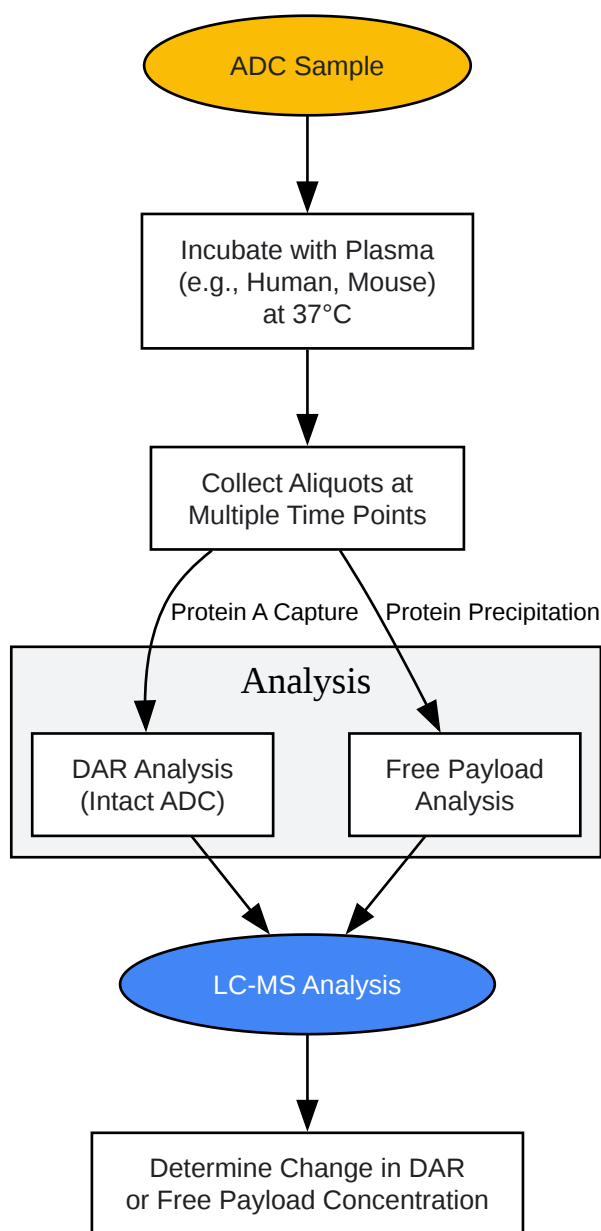 ADC Sample
Incubate with Plasma
(e.g., Human, Mouse)
at 37°C
Collect Aliquots at
Multiple Time Points
Protein A Capture
Protein Precipitation
Analysis
DAR Analysis
(Intact ADC)
Free Payload
Analysis
LC-MS Analysis
Determine Change in DAR
or Free Payload Concentration